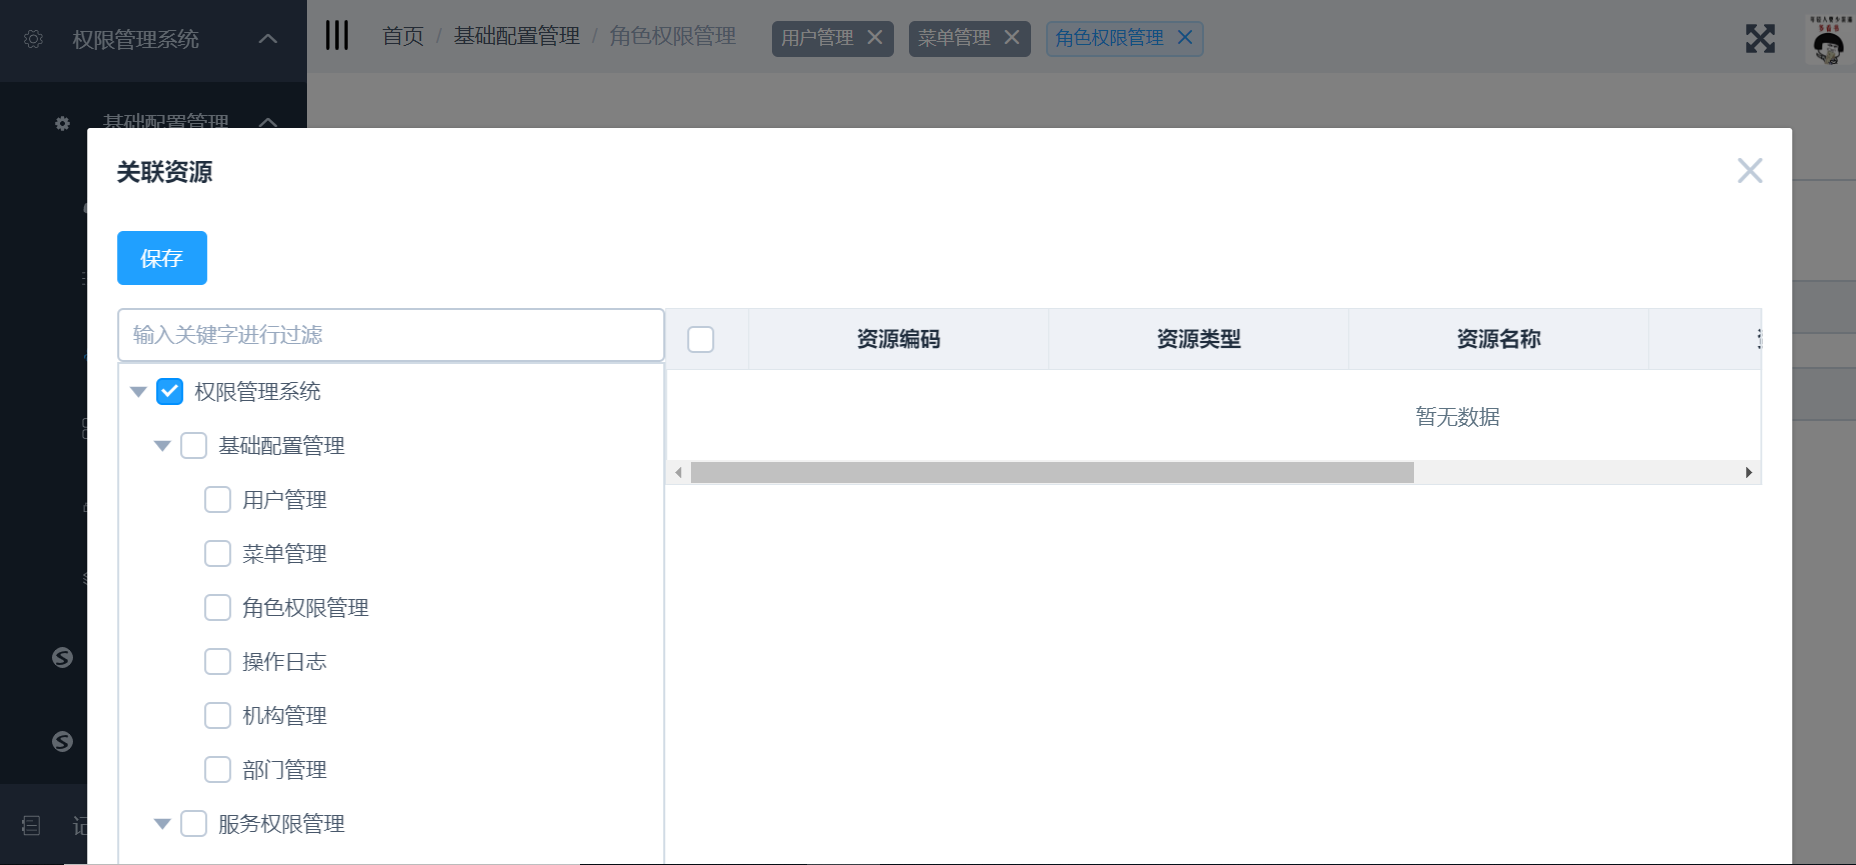 权限管理系统
首页 / 基础配置管理 / 角色权限管理
用户管理
菜单管理
角色权限管理
基础配置管理
关联资源
保存
输入关键字进行过滤
资源编码 资源类型 资源名称
权限管理系统
暂无数据
基础配置管理
用户管理
菜单管理
角色权限管理
操作日志
机构管理
部门管理
服务权限管理